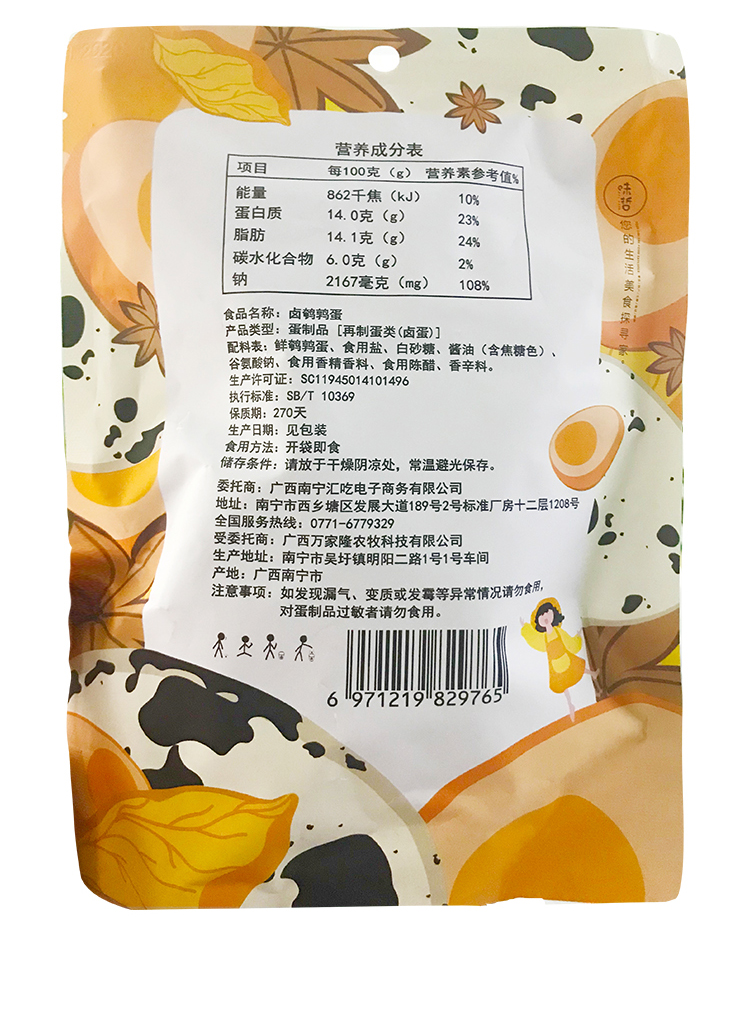 营养成分表
项目 每100克（g） 营养素参考值%
能量 862千焦（kJ） 10%
蛋白质 14.0克（g） 23%
脂肪 14.1克（g） 24%
碳水化合物 6.0克（g） 2%
钠 2167毫克（mg） 108%
食品名称：卤鹌鹑蛋
产品类型：蛋制品［再制蛋类(卤蛋)］
配料表：鲜鹌鹑蛋、食用盐、白砂糖、酱油（含焦糖色）、
谷氨酸钠、食用香精香料、食用陈醋、香辛料。
生产许可证：SC11945014101496
执行标准：SB/T 10369
保质期：270天
生产日期：见包装
食用方法：开袋即食
储存条件：请放于干燥阴凉处，常温避光保存。
委托商：广西南宁汇吃电子商务有限公司
地址：南宁市西乡塘区发展大道189号2号标准厂房十二层1208号
全国服务热线：0771-6779329
受委托商：广西万家隆农牧科技有限公司
生产地址：南宁市吴圩镇明阳二路1号1号车间
产地：广西南宁市
注意事项：如发现漏气、变质或发霉等异常情况请勿食用，
对蛋制品过敏者请勿食用。
6 971219 829765
您的生活美食探寻家